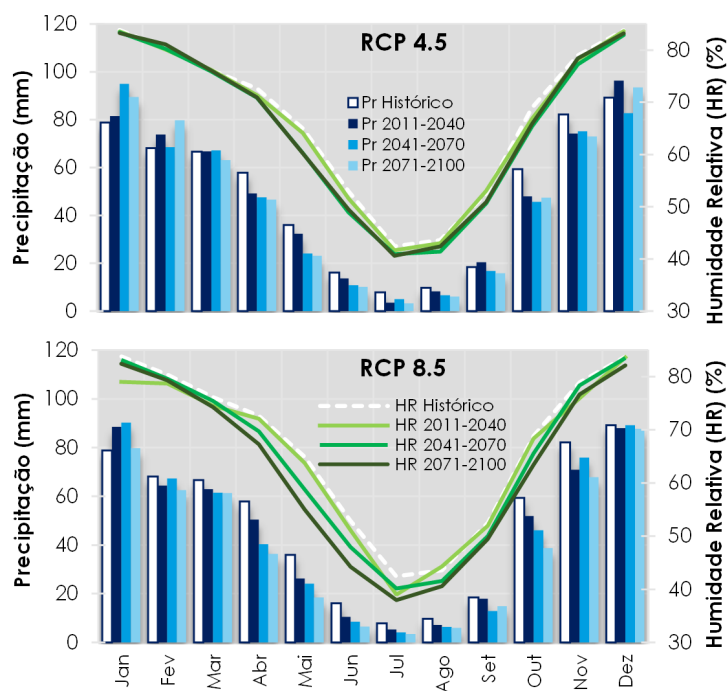 RCP 4.5
Precipitação (mm)
120
100
80
60
40
20
0
Pr Histórico
Pr 2011-2040
Pr 2041-2070
Pr 2071-2100
80
70
60
50
40
30
Humidade Relativa (HR) (%)
RCP 8.5
Precipitação (mm)
120
100
80
60
40
20
0
HR Histórico
HR 2011-2040
HR 2041-2070
HR 2071-2100
80
70
60
50
40
30
Humidade Relativa (HR) (%)
Jan
Fev
Mar
Abr
Mai
Jun
Jul
Ago
Set
Out
Nov
Dez